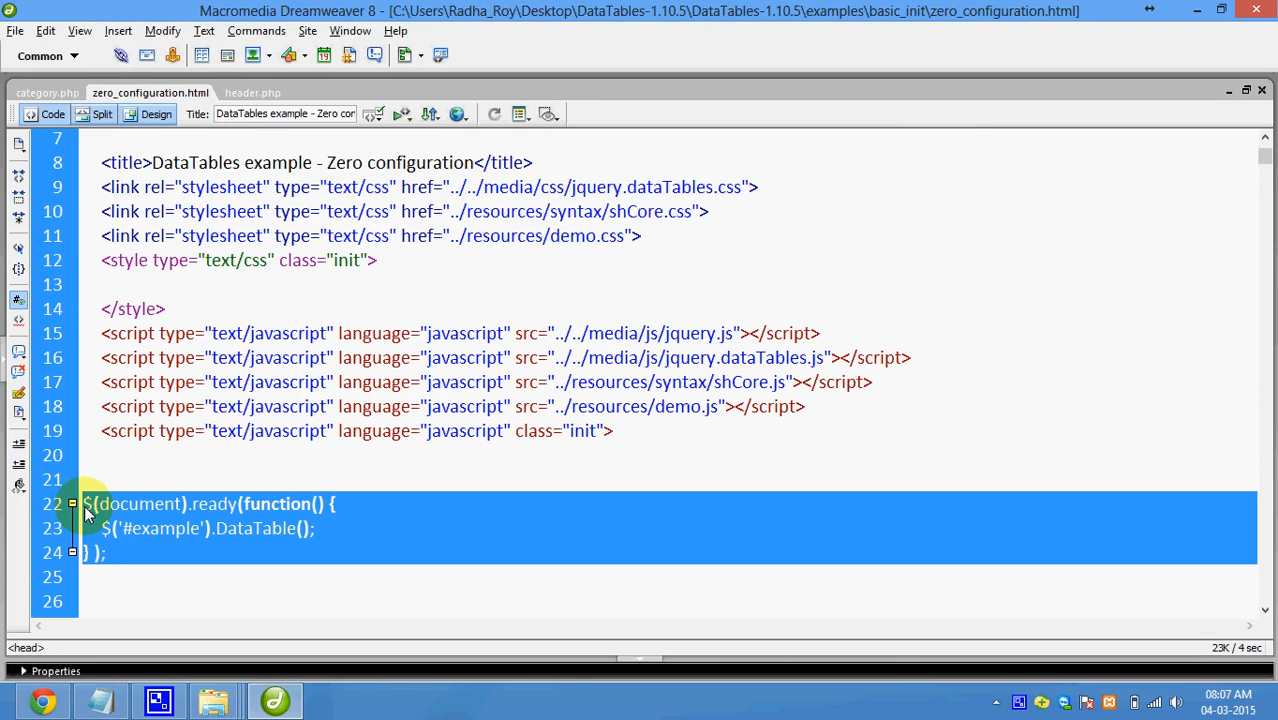 Macromedia Dreamweaver 8 - [C:\Users\Radha_Roy\Desktop\DataTables-1.10.5\DataTables-1.10.5\examples\basic_init\zero_configuration.html]
File Edit View Insert Modify Text Commands Site Window Help
Common
category.php zero_configuration.html header.php
Code Split Design Title: DataTables example - Zero cor
7
8 <title>DataTables example - Zero configuration</title>
9 <link rel="stylesheet" type="text/css" href="../../media/css/jquery.dataTables.css">
10 <link rel="stylesheet" type="text/css" href="../resources/syntax/shCore.css">
11 <link rel="stylesheet" type="text/css" href="../resources/demo.css">
12 <style type="text/css" class="init">
13
14 </style>
15 <script type="text/javascript" language="javascript" src="../../media/js/jquery.js"></script>
16 <script type="text/javascript" language="javascript" src="../../media/js/jquery.dataTables.js"></script>
17 <script type="text/javascript" language="javascript" src="../resources/syntax/shCore.js"></script>
18 <script type="text/javascript" language="javascript" src="../resources/demo.js"></script>
19 <script type="text/javascript" language="javascript" class="init">
20
21
22 $(document).ready(function() {
23 $('#example').DataTable();
24 } );
25
26
<head> 23K / 4 sec
Properties
08:07 AM
04-03-2015